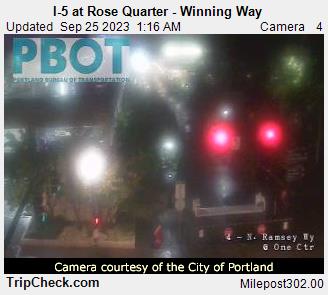 I-5 at Rose Quarter - Winning Way
Updated Sep 25 2023 1:16 AM Camera 4
PBOT
PORTLAND BUREAU OF TRANSPORTATION
4 - N. Ramsey Wy
@ One Ctr
Camera courtesy of the City of Portland
TripCheck.com Milepost302.00